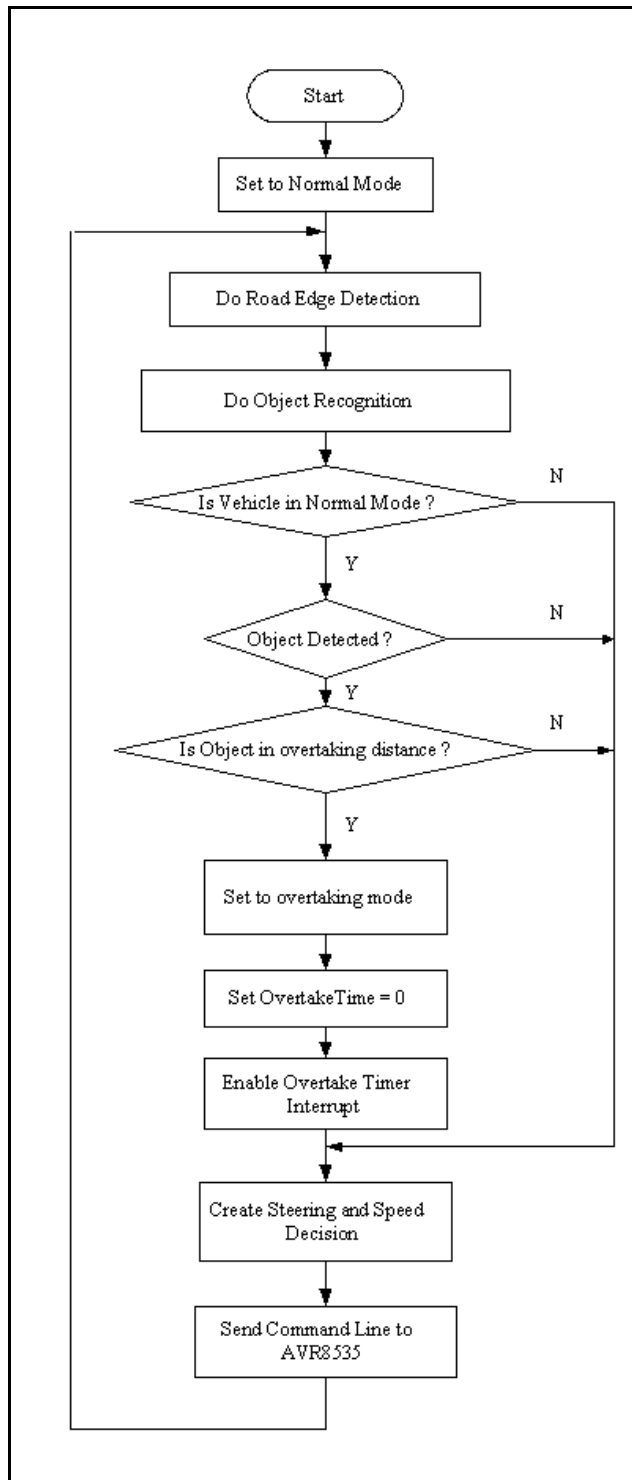 Start
Set to Normal Mode
Do Road Edge Detection
Do Object Recognition
Is Vehicle in Normal Mode ?
N
Y
Object Detected ?
N
Y
Is Object in overtaking distance ?
N
Y
Set to overtaking mode
Set OvertakeTime = 0
Enable Overtake Timer
Interrupt
Create Steering and Speed
Decision
Send Command Line to
AVR8535